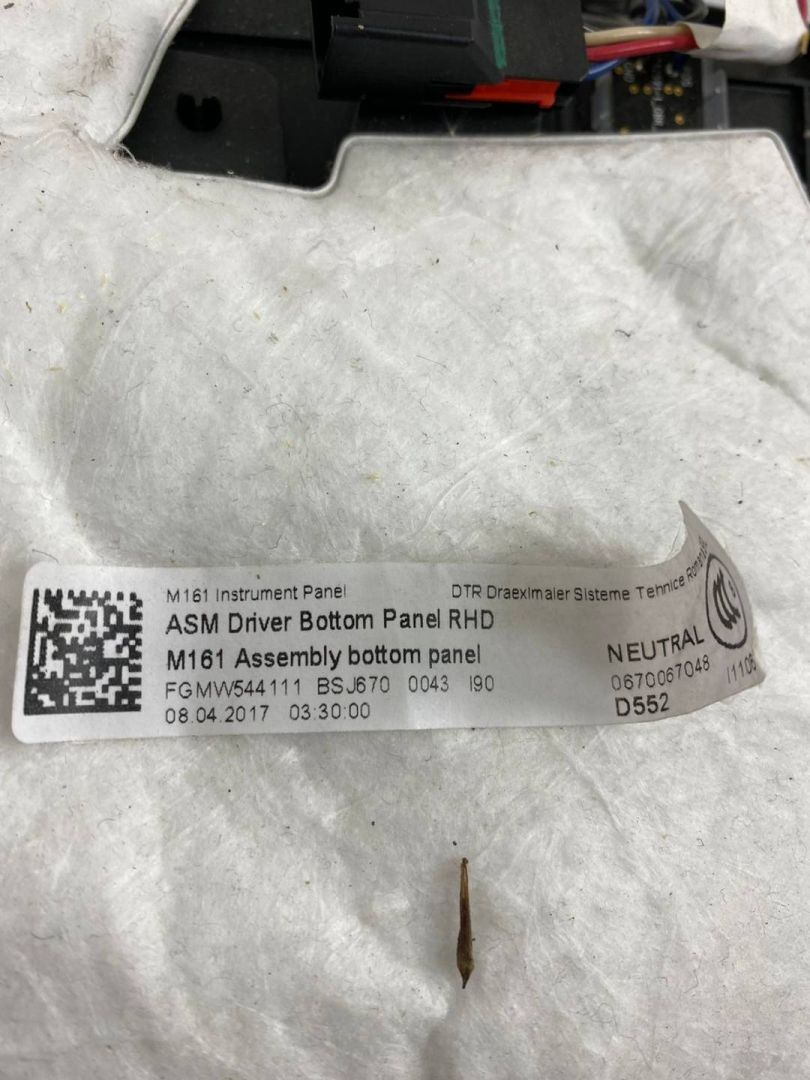 M161 Instrument Panel DTR Draexlmaier Sisteme Tehnice
ASM Driver Bottom Panel RHD
M161 Assembly bottom panel NEUTRAL
FGMW544111 BSJ670 0043 I90 0670067048
08.04.2017 03:30:00 D552